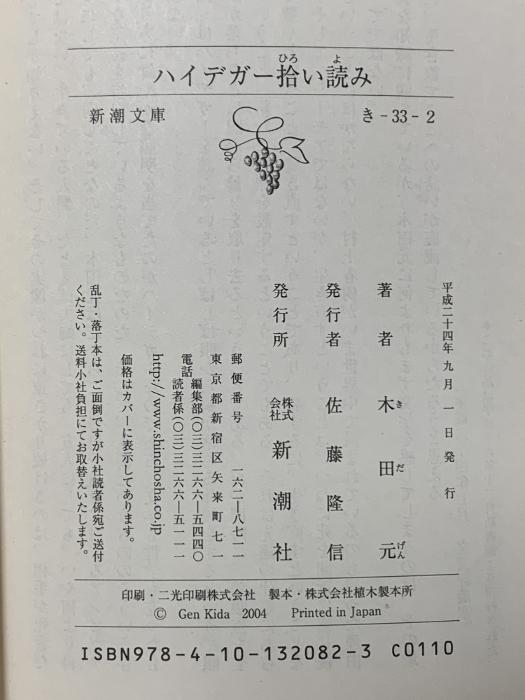 ハイデガー拾い読み
新潮文庫
き-33-2
平成二十四年九月一日発行
著者 木田元
発行者 佐藤隆信
発行所 株式会社 新潮社
郵便番号 一六二―八七一一
東京都新宿区矢来町七一
電話 編集部(〇三)三二六六―五四四〇
読者係(〇三)三二六六―五一一一
http://www.shinchosha.co.jp
価格はカバーに表示してあります。
乱丁・落丁本は、ご面倒ですが小社読者係宛ご送付
ください。送料小社負担にてお取替えいたします。
印刷・二光印刷株式会社 製本・株式会社植木製本所
© Gen Kida 2004 Printed in Japan
ISBN978-4-10-132082-3 C0110